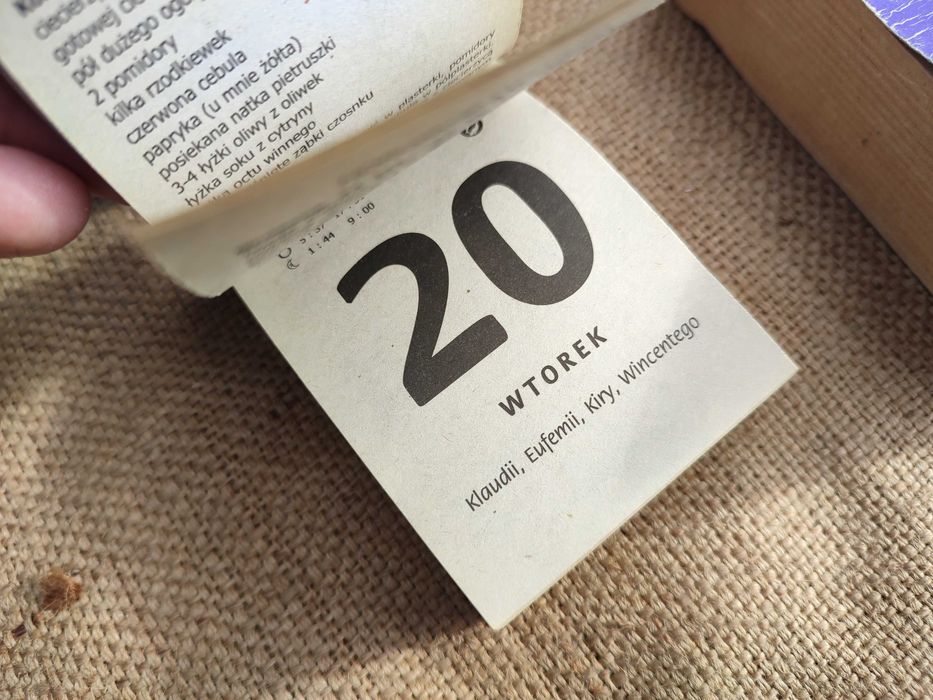 gotowej
pół dużego
2 pomidory
kilka rzodkiewek
czerwona cebula
papryka (u mnie żółta)
posiekana natka pietruszki
3-4 łyżki oliwy z oliwek
łyżka soku z cytryny
octu winnego
ząbki czosnku
w plasterki, pomidory
w półplasterki,
1:44 9:00
20
WTOREK
Klaudii, Eufemii, Kiry, Wincentego